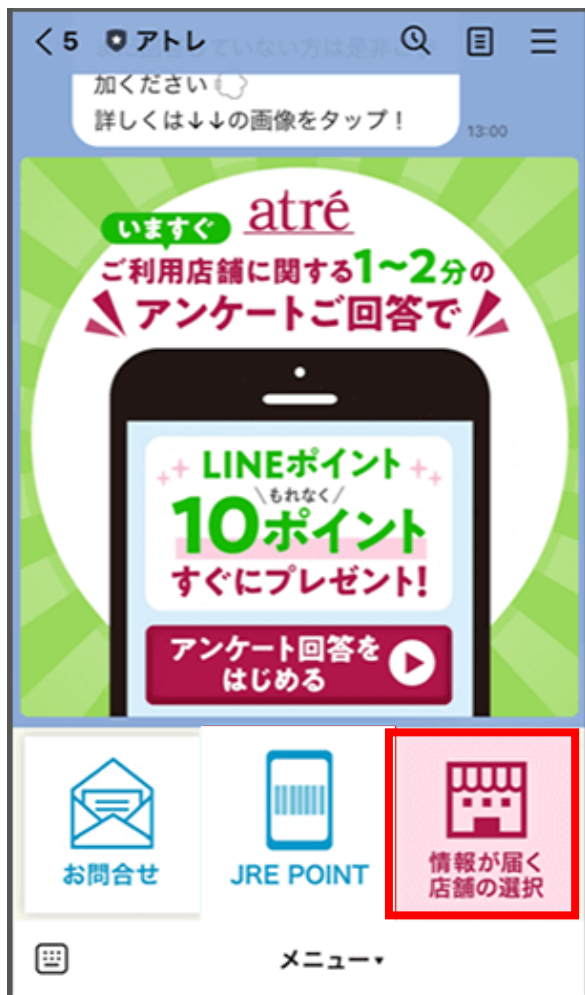 5 アトレ
加ください
詳しくは↓↓の画像をタップ！
13:00
atré
いますぐ
ご利用店舗に関する1〜2分の
アンケートご回答で
LINEポイント
もれなく
10ポイント
すぐにプレゼント!
アンケート回答を
はじめる
お問合せ
JRE POINT
情報が届く
店舗の選択
メニュー▾